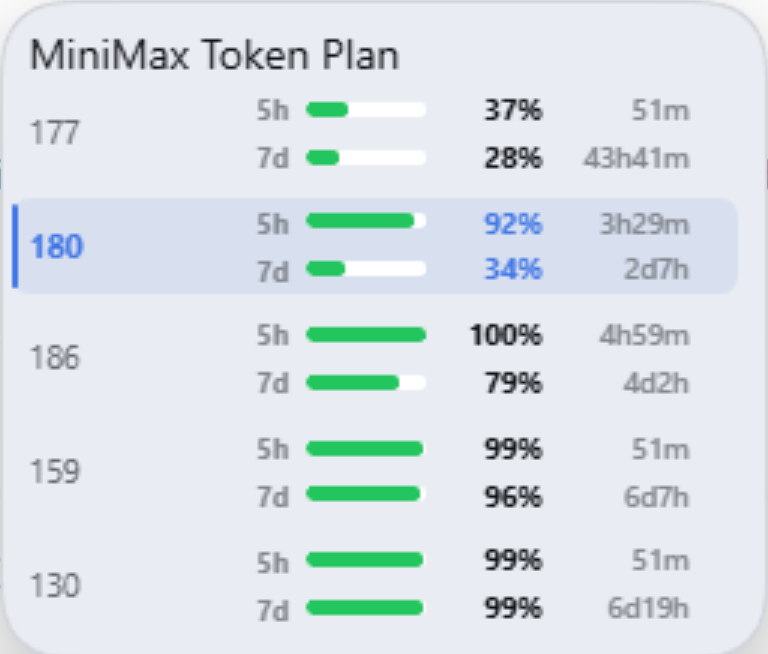 MiniMax Token Plan
177
5h 37% 51m
7d 28% 43h41m
180
5h 92% 3h29m
7d 34% 2d7h
186
5h 100% 4h59m
7d 79% 4d2h
159
5h 99% 51m
7d 96% 6d7h
130
5h 99% 51m
7d 99% 6d19h